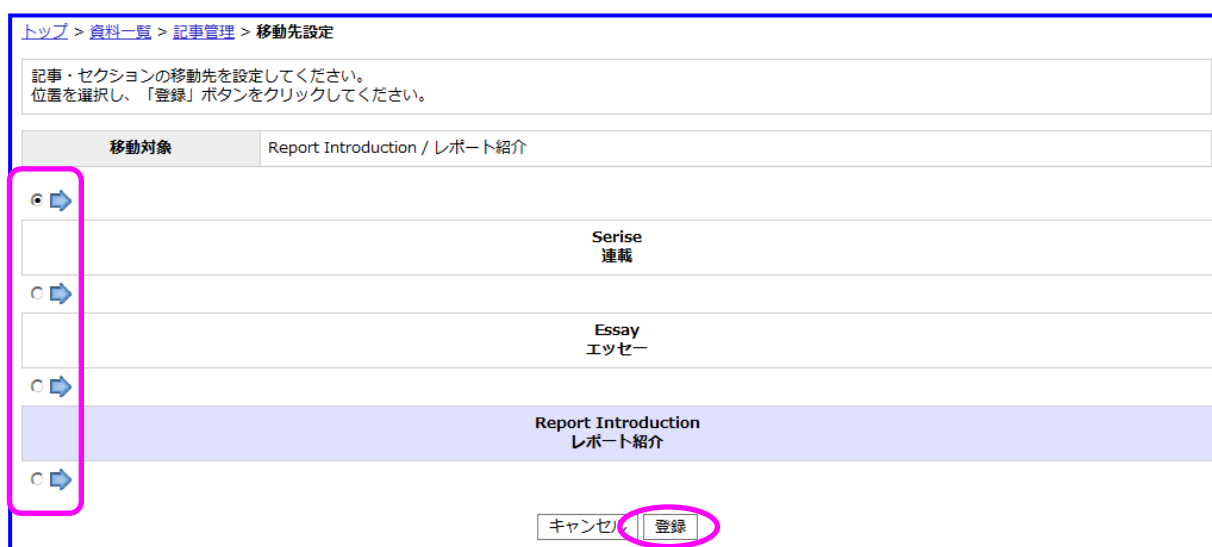 トップ > 資料一覧 > 記事管理 > 移動先設定
記事・セクションの移動先を設定してください。
位置を選択し、「登録」ボタンをクリックしてください。
移動対象 Report Introduction / レポート紹介
Serise
連載
Essay
エッセー
Report Introduction
レポート紹介
キャンセル 登録